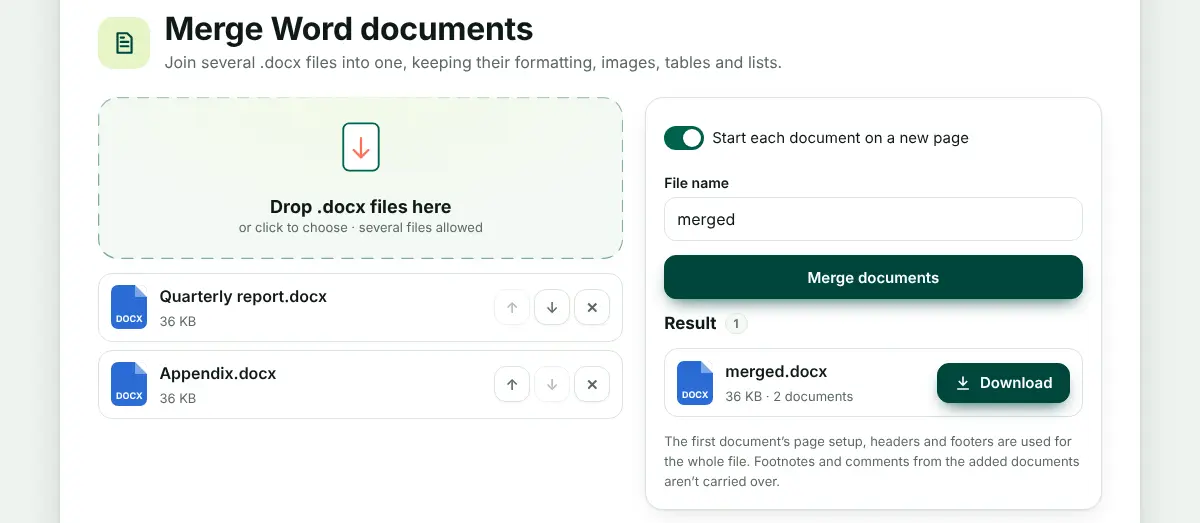 Merge Word documents
Join several .docx files into one, keeping their formatting, images, tables and lists.
Drop .docx files here
or click to choose · several files allowed
DOCX
Quarterly report.docx
36 KB
DOCX
Appendix.docx
36 KB
Start each document on a new page
File name
merged
Merge documents
Result 1
DOCX
merged.docx
36 KB · 2 documents
Download
The first document’s page setup, headers and footers are used for
the whole file. Footnotes and comments from the added documents
aren’t carried over.